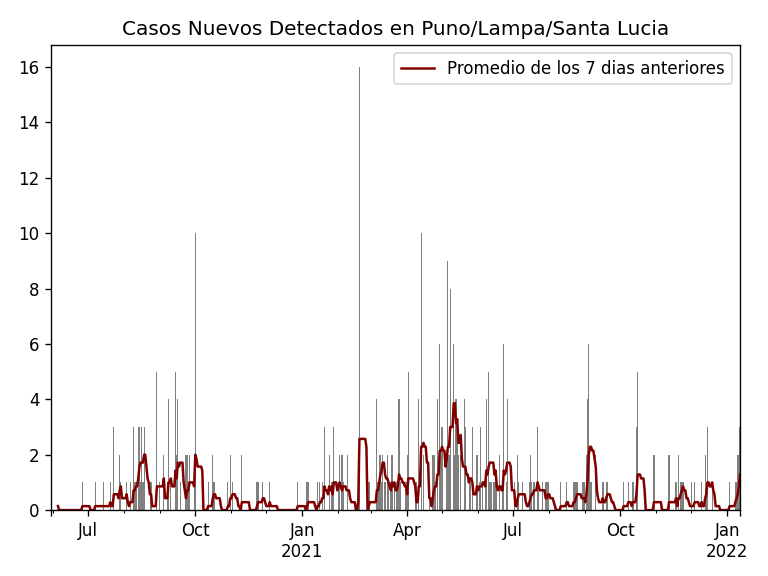 Casos Nuevos Detectados en Puno/Lampa/Santa Lucia
Promedio de los 7 dias anteriores
16
14
12
10
8
6
4
2
0
Jul
Oct
Jan
2021
Apr
Jul
Oct
Jan
2022